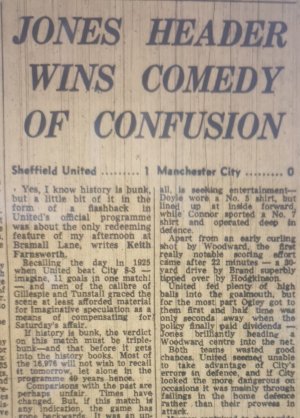 JONES HEADER
WINS COMEDY
OF CONFUSION
Sheffield United ......... 1 Manchester City ......... 0
Yes, I know history is bunk,
but a little bit of it in the
form of a flashback in
United's official programme
was about the only redeeming
feature of my afternoon at
Bramall Lane, writes Keith
Farnsworth.
Recalling the day in 1925
when United beat City 8-3 —
imagine, 11 goals in one match!
— and men of the calibre of
Gillespie and Tunstall graced the
scene at least afforded material
for imaginative speculation as a
means of compensating for
Saturday's affair.
If history is bunk, the verdict
on this match must be triple-
bunk—and that before it gets
into the history books. Most of
the 16,976 will not wish to recall
it tomorrow, let alone in the
programme 40 years hence.
Comparisons with the past are
perhaps unfair. Times have
changed. But, if this match is
any indication, the game has
gone backwards. It was an
all, is seeking entertainment—
Doyle wore a No. 5 shirt, but
lined up at inside forward,
while Connor sported a No. 7
shirt and operated deep in
defence.
Apart from an early curling
shot by Woodward, the first
really notable scoring effort
came after 22 minutes — a 30-
yard drive by Brand superbly
tipped over by Hodgkinson.
United fed plenty of high
balls into the goalmouth, but
for the most part Ogley got to
them first and half time was
only seconds away when the
policy finally paid dividends —
Jones brilliantly heading a
Woodward centre into the net.
Both teams wasted good
chances. United seemed unable
to take advantage of City's
errors in defence, and if City
looked the more dangerous on
occasions it was mainly through
failings in the home defence
rather than their prowess in
attack.